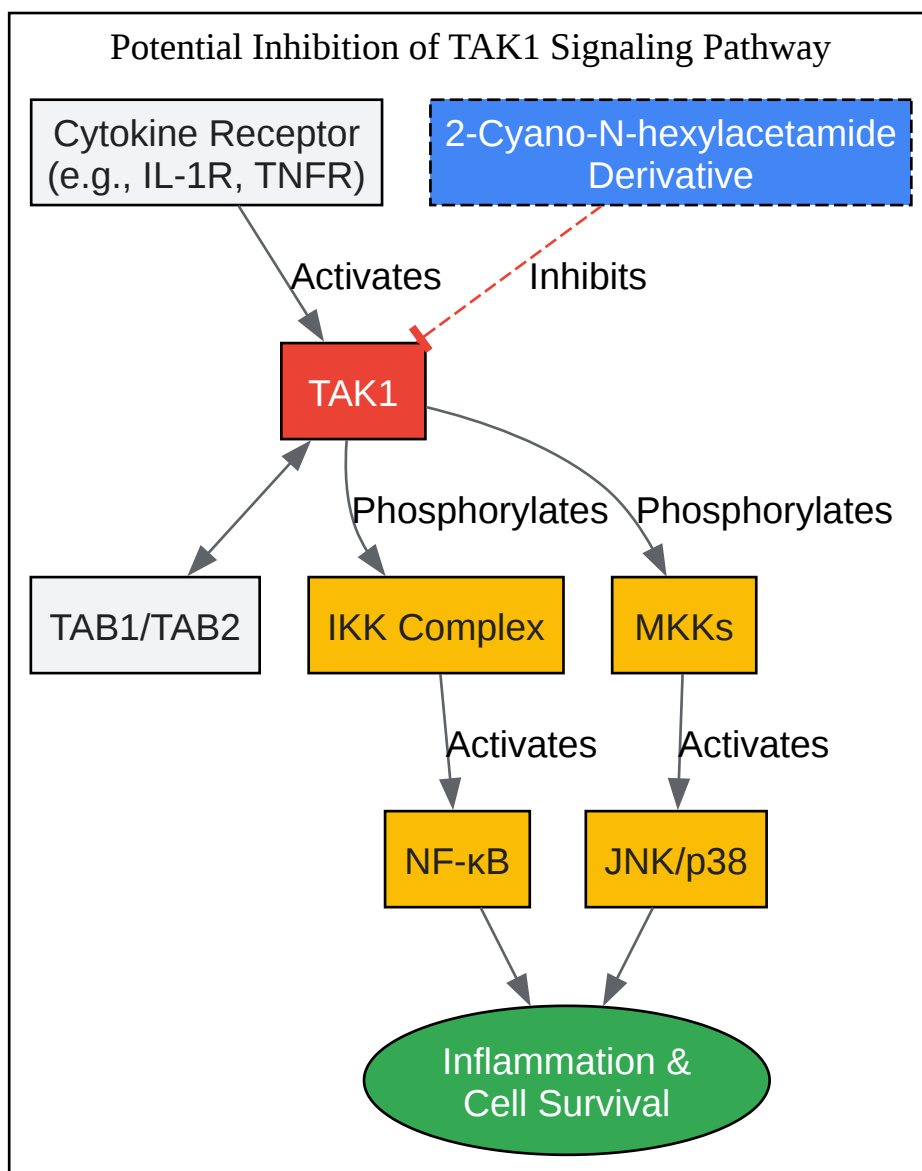 Potential Inhibition of TAK1 Signaling Pathway
Cytokine Receptor
(e.g., IL-1R, TNFR)
2-Cyano-N-hexylacetamide
Derivative
Activates
Inhibits
TAK1
Phosphorylates
Phosphorylates
TAB1/TAB2
IKK Complex
MKKs
Activates
Activates
NF-κB
JNK/p38
Inflammation &
Cell Survival